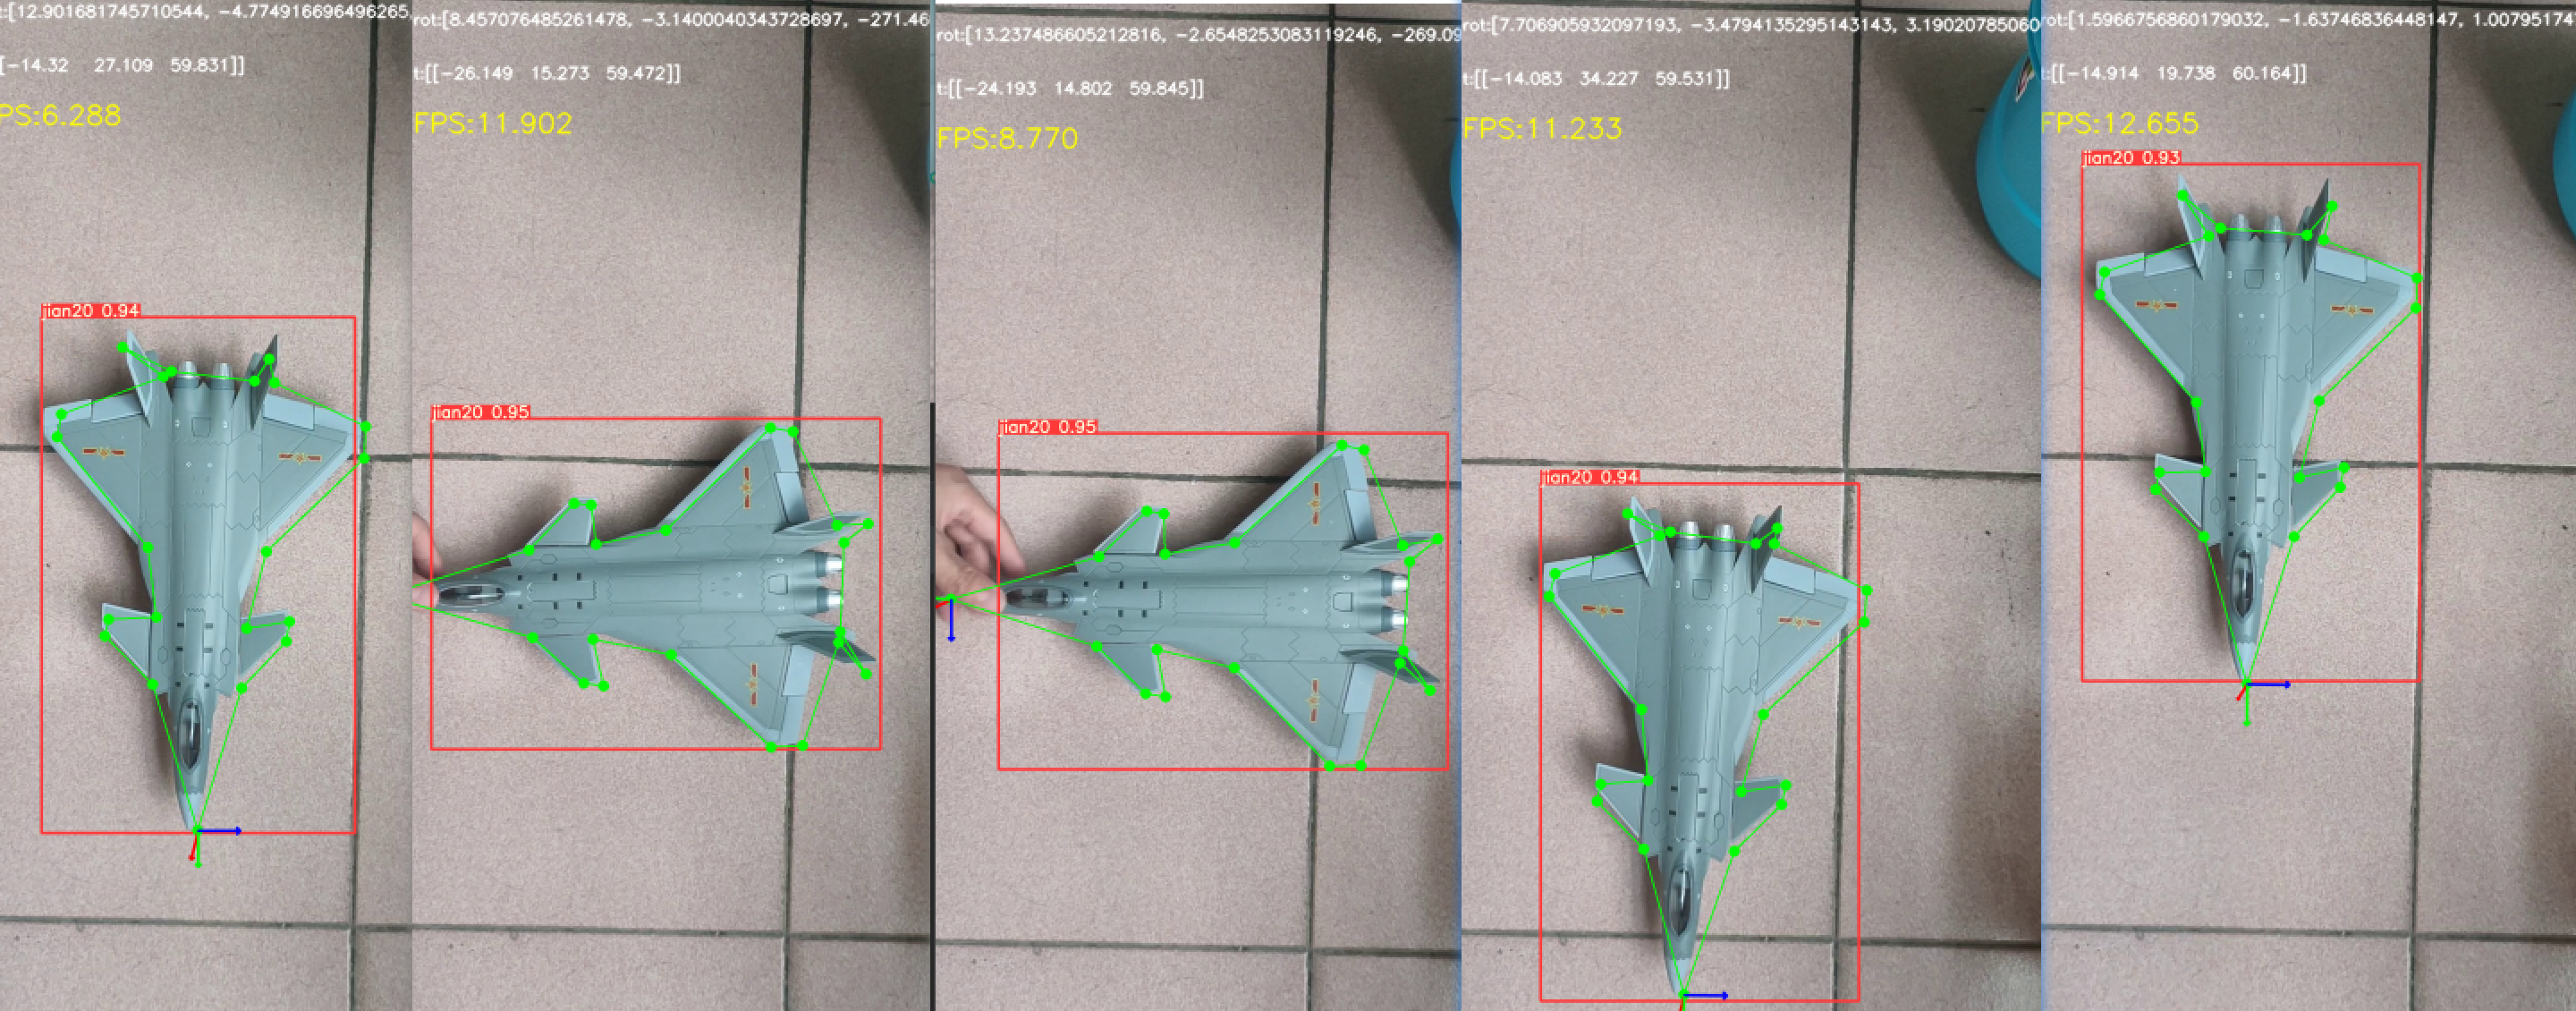 :[12.901681745710544, -4.774916696496265,
[-14.32 27.109 59.831]]
PS:6.288
jian20 0.94
rot:[8.457076485261478, -3.1400040343728697, -271.46
t:[[-26.149 15.273 59.472]]
FPS:11.902
jian20 0.95
rot:[13.237486605212816, -2.6548253083119246, -269.09
t:[[-24.193 14.802 59.845]]
FPS:8.770
jian20 0.95
rot:[7.706905932097193, -3.4794135295143143, 3.19020785060
t:[[-14.083 34.227 59.531]]
FPS:11.233
jian20 0.94
ot:[1.5966756860179032, -1.63746836448147, 1.00795174
:[[-14.914 19.738 60.164]]
FPS:12.655
jian20 0.93